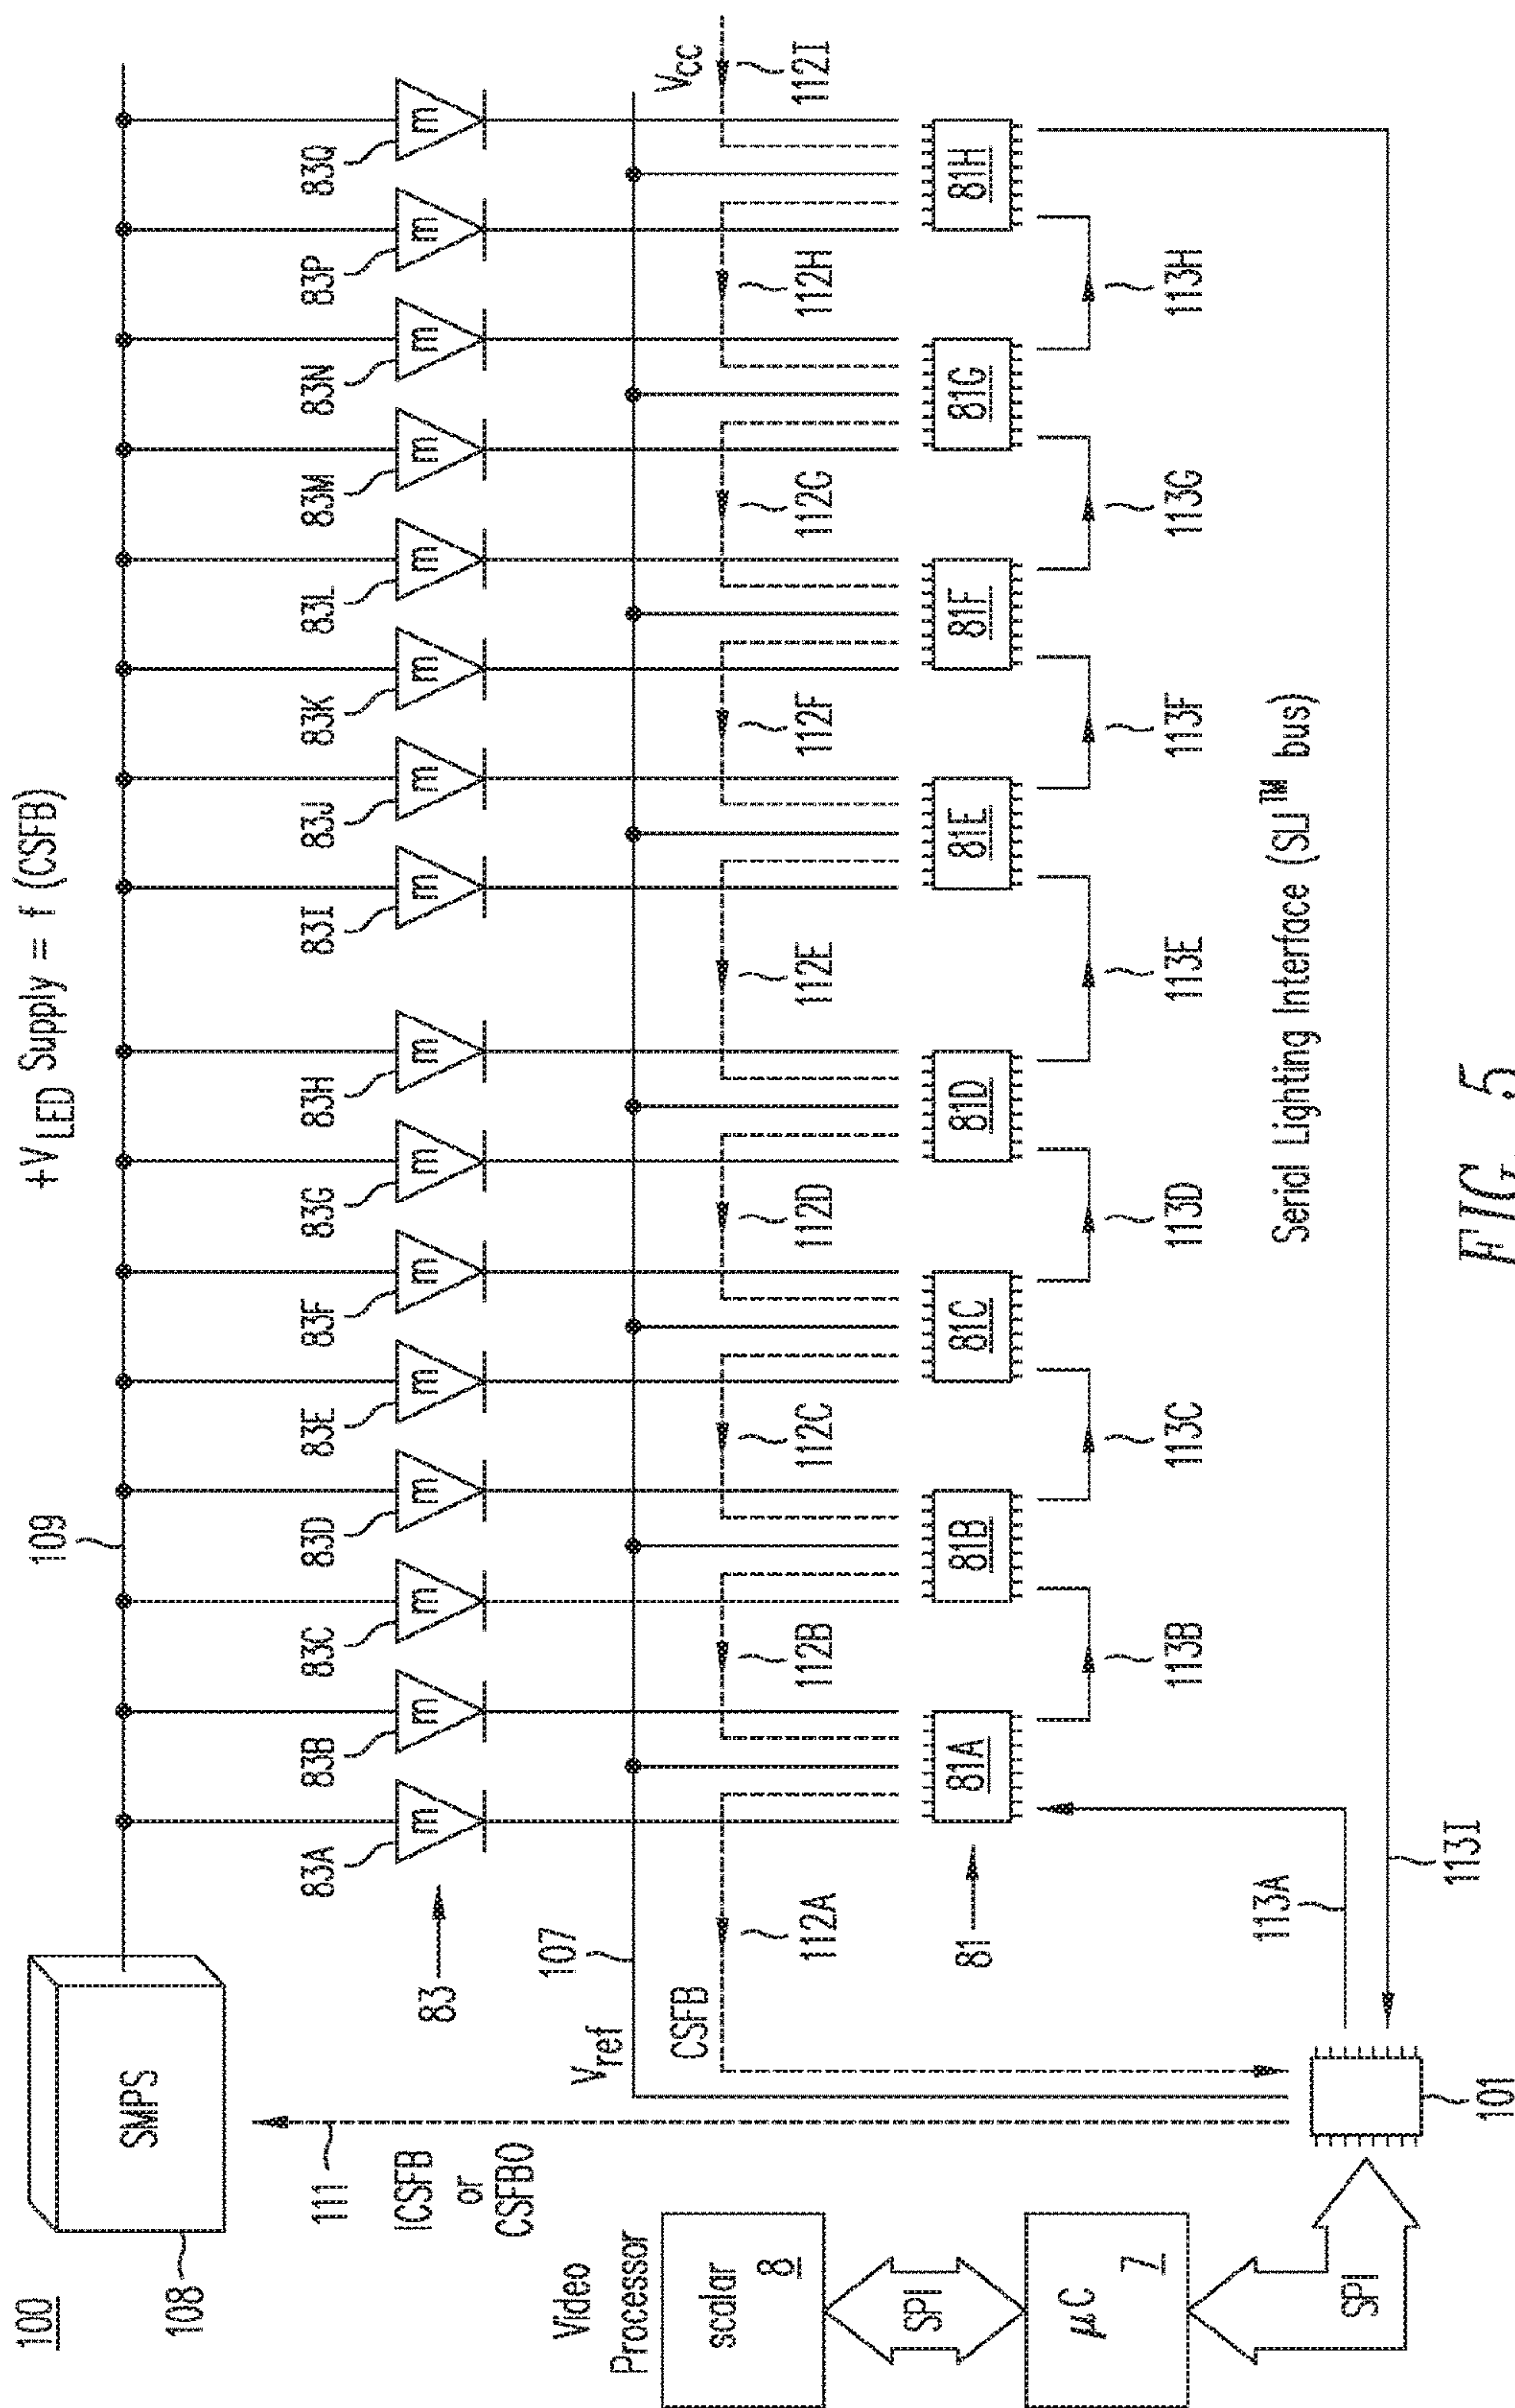 100
+VLED Supply = f (CSFB)
109
SMPS
108
111
ICSFB
or
CSFBO
83
83A
83B
83C
83D
83E
83F
83G
83H
83I
83J
83K
83L
83M
83N
83P
83Q
m m m m m m m m m m m m m m m m
107
Vref
CSFB
Vcc
112A
112B
112C
112D
112E
112F
112G
112H
112I
Video
Processor
scalar
8
SPI
μC
7
SPI
81
81A
81B
81C
81D
81E
81F
81G
81H
101
113A
113B
113C
113D
113E
113F
113G
113H
113I
Serial Lighting Interface (SLI™ bus)
FIG. 5